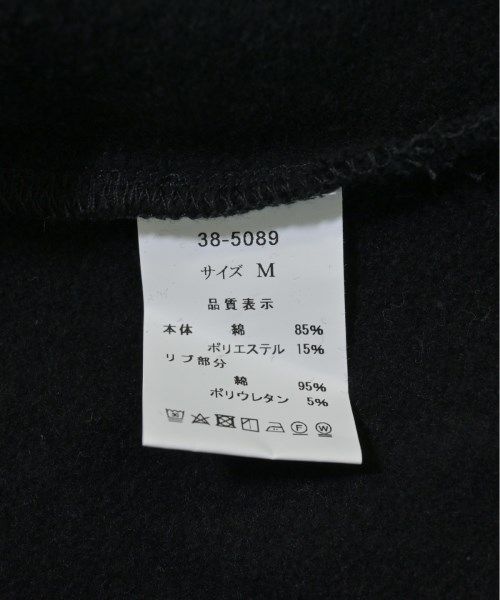 38-5089
サイズ M
品質表示
本体 綿 85%
ポリエステル 15%
リブ部分
綿 95%
ポリウレタン 5%
F W